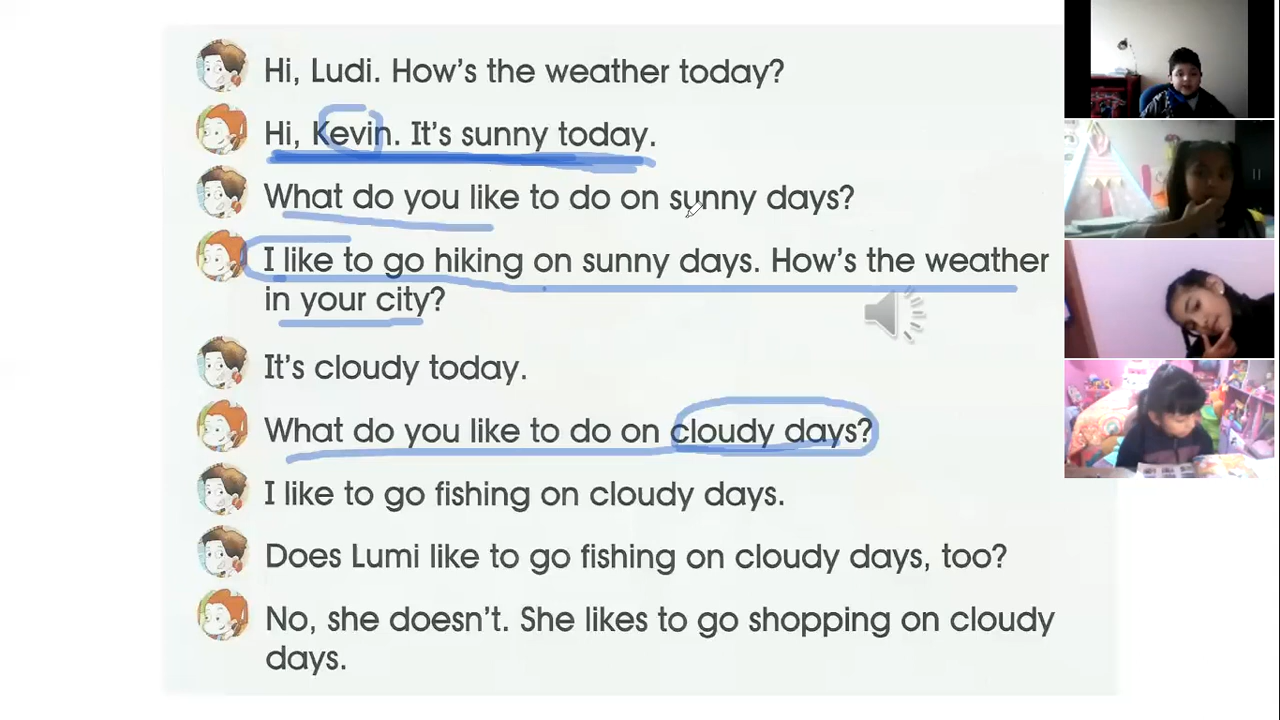 Hi, Ludi. How's the weather today?
Hi, Kevin. It's sunny today.
What do you like to do on sunny days?
I like to go hiking on sunny days. How's the weather
in your city?
It's cloudy today.
What do you like to do on cloudy days?
I like to go fishing on cloudy days.
Does Lumi like to go fishing on cloudy days, too?
No, she doesn't. She likes to go shopping on cloudy
days.